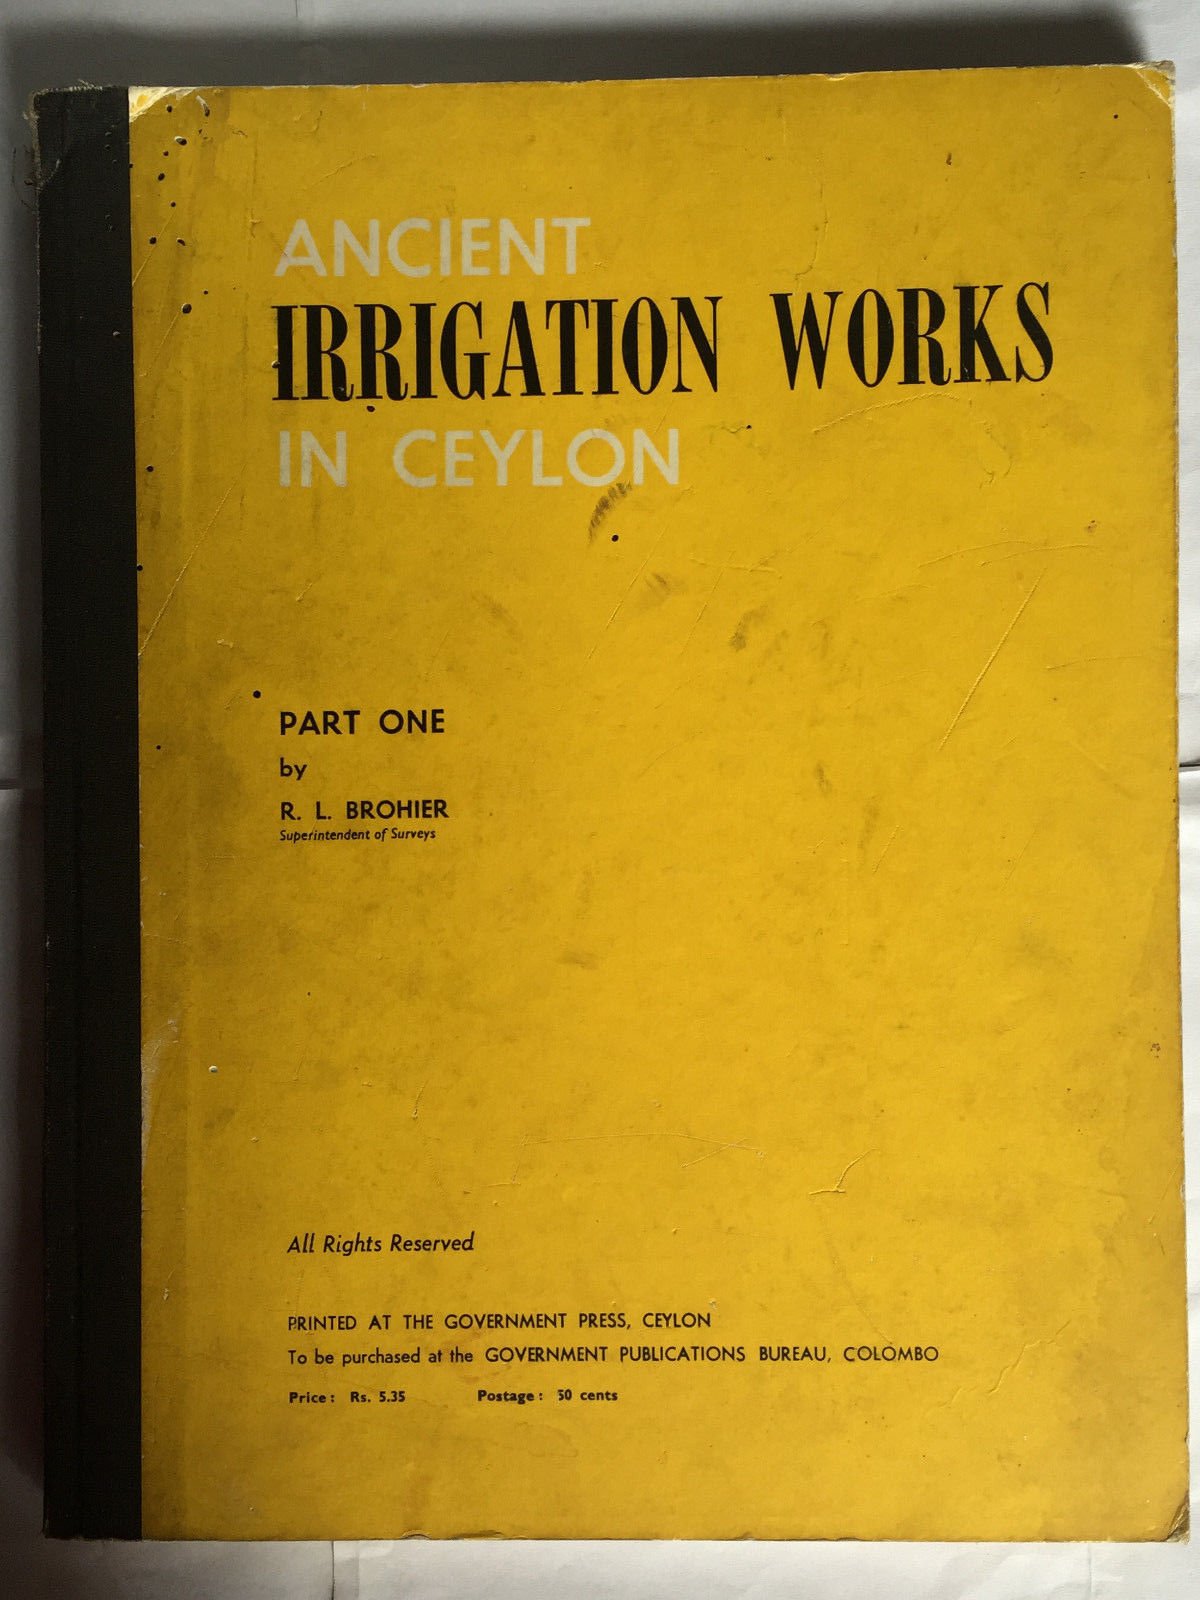 ANCIENT
IRRIGATION WORKS
IN CEYLON
PART ONE
by
R. L. BROHIER
Superintendent of Surveys
All Rights Reserved
PRINTED AT THE GOVERNMENT PRESS, CEYLON
To be purchased at the GOVERNMENT PUBLICATIONS BUREAU, COLOMBO
Price : Rs. 5.35 Postage : 50 cents